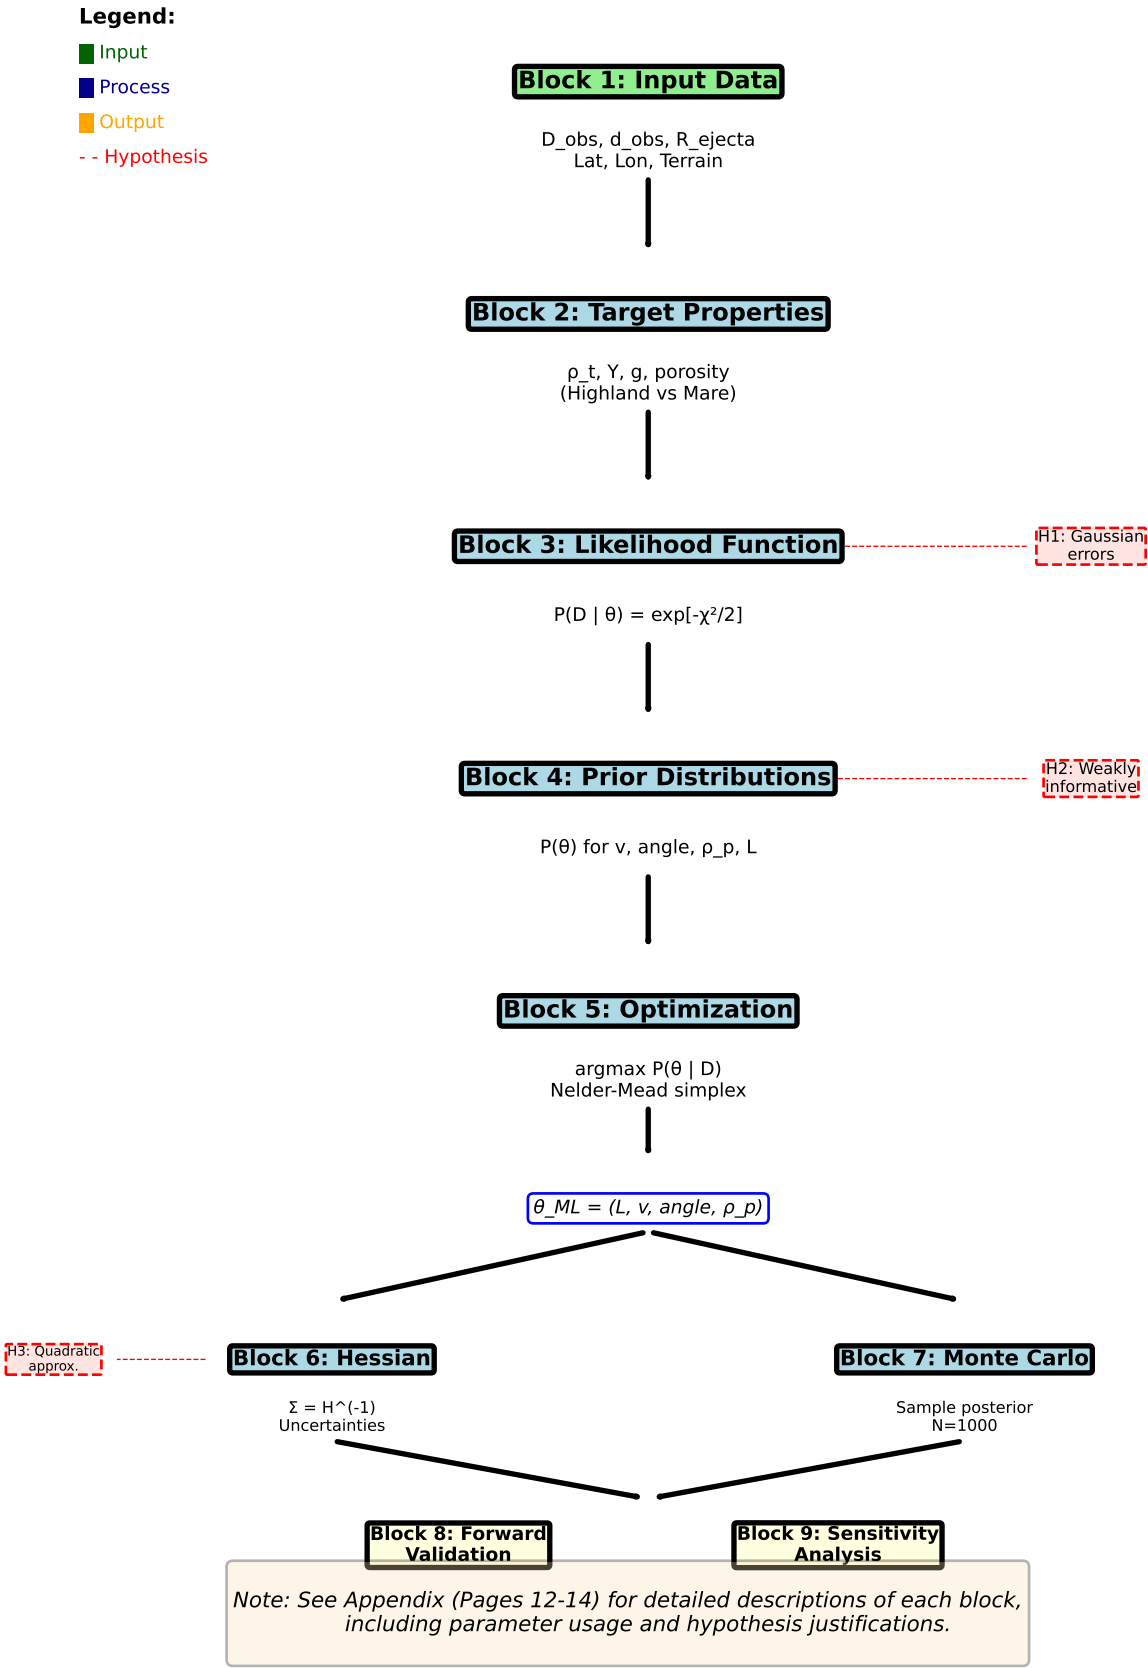 Legend:
Input
Process
Output
- - Hypothesis
Block 1: Input Data
D_obs, d_obs, R_ejecta
Lat, Lon, Terrain
Block 2: Target Properties
ρ_t, Y, g, porosity
(Highland vs Mare)
Block 3: Likelihood Function
H1: Gaussian
errors
P(D | θ) = exp[-χ²/2]
Block 4: Prior Distributions
H2: Weakly
informative
P(θ) for v, angle, ρ_p, L
Block 5: Optimization
argmax P(θ | D)
Nelder-Mead simplex
θ_ML = (L, v, angle, ρ_p)
H3: Quadratic
approx.
Block 6: Hessian
Σ = H^(-1)
Uncertainties
Block 7: Monte Carlo
Sample posterior
N=1000
Block 8: Forward
Validation
Block 9: Sensitivity
Analysis
Note: See Appendix (Pages 12-14) for detailed descriptions of each block,
including parameter usage and hypothesis justifications.